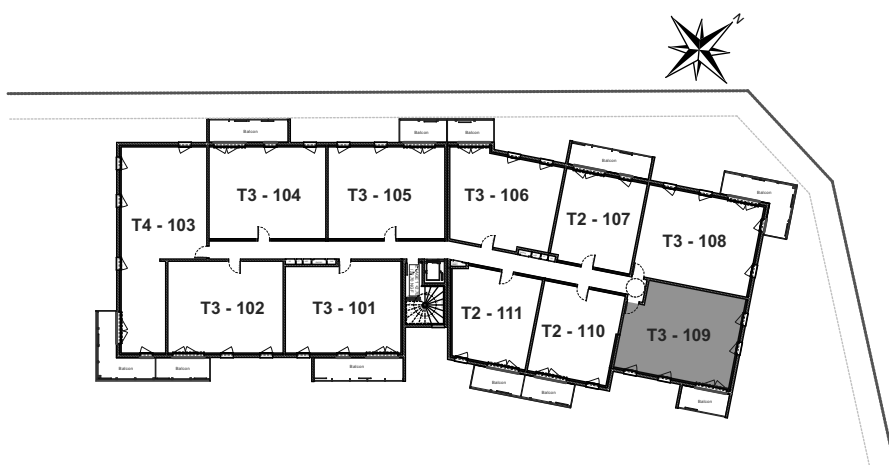 N
Balcon
Balcon
Balcon
Balcon
Balcon
T3 - 104
T3 - 105
T3 - 106
T2 - 107
T4 - 103
T3 - 108
T3 - 102
T3 - 101
T2 - 111
T2 - 110
T3 - 109
Balcon
Balcon
Balcon
Balcon
Balcon
Balcon